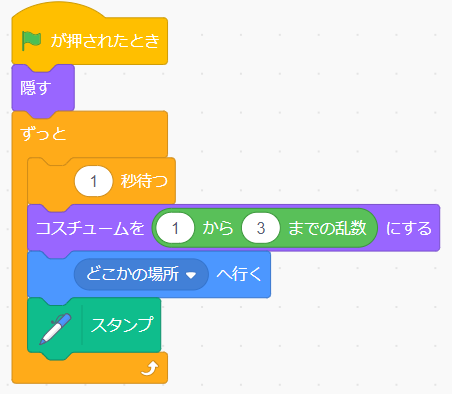 が押されたとき
隠す
ずっと
1 秒待つ
コスチュームを 1 から 3 までの乱数 にする
どこかの場所 へ行く
スタンプ